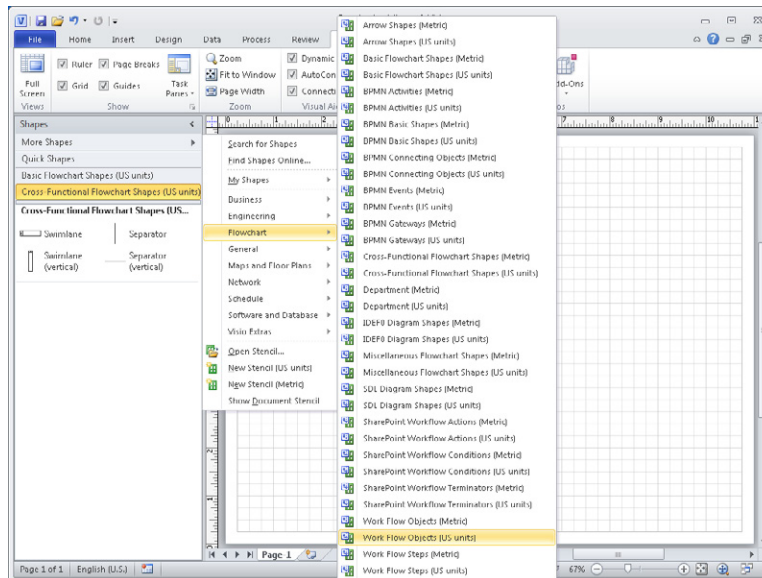 File Home Insert Design Data Process Review
Ruler Page Breaks
Grid Guides
Full Screen
Task Panes
Views
Show
Zoom
Fit to Window
Page Width
Zoom
Dynamic
AutoCon
Connecti
Visual Ai
Shapes
More Shapes
Quick Shapes
Basic Flowchart Shapes (US units)
Cross-Functional Flowchart Shapes (US units)
Cross-Functional Flowchart Shapes (US...
Swimlane Separator
Swimlane (vertical) Separator (vertical)
Search for Shapes
Find Shapes Online...
My Shapes
Business
Engineering
Flowchart
General
Maps and Floor Plans
Network
Schedule
Software and Database
Visio Extras
Open Stencil...
New Stencil (US units)
New Stencil (Metric)
Show Document Stencil
Arrow Shapes (Metric)
Arrow Shapes (US units)
Basic Flowchart Shapes (Metric)
Basic Flowchart Shapes (US units)
BPMN Activities (Metric)
BPMN Activities (US units)
BPMN Basic Shapes (Metric)
BPMN Basic Shapes (US units)
BPMN Connecting Objects (Metric)
BPMN Connecting Objects (US units)
BPMN Events (Metric)
BPMN Events (US units)
BPMN Gateways (Metric)
BPMN Gateways (US units)
Cross-Functional Flowchart Shapes (Metric)
Cross-Functional Flowchart Shapes (US units)
Department (Metric)
Department (US units)
IDEF0 Diagram Shapes (Metric)
IDEF0 Diagram Shapes (US units)
Miscellaneous Flowchart Shapes (Metric)
Miscellaneous Flowchart Shapes (US units)
SDL Diagram Shapes (Metric)
SDL Diagram Shapes (US units)
SharePoint Workflow Actions (Metric)
SharePoint Workflow Actions (US units)
SharePoint Workflow Conditions (Metric)
SharePoint Workflow Conditions (US units)
SharePoint Workflow Terminators (Metric)
SharePoint Workflow Terminators (US units)
Work Flow Objects (Metric)
Work Flow Objects (US units)
Work Flow Steps (Metric)
Work Flow Steps (US units)
Page-1
Page 1 of 1 English (U.S.)
67%